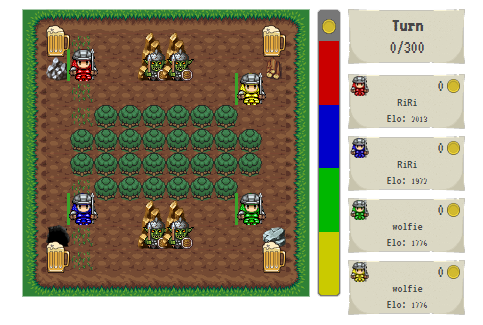 Turn
0/300
0
RiRi
Elo: 2013
0
RiRi
Elo: 1972
0
wolfie
Elo: 1776
0
wolfie
Elo: 1776